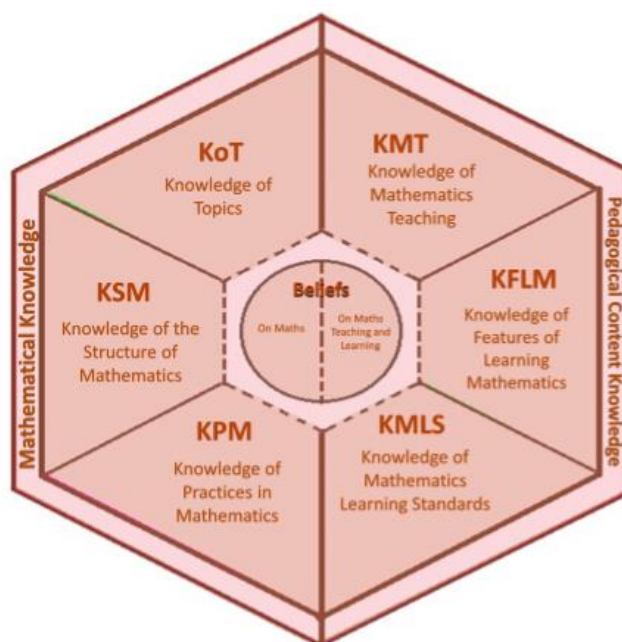 KoT
Knowledge of
Topics
KMT
Knowledge of
Mathematics
Teaching
Mathematical Knowledge
KSM
Knowledge of the
Structure of
Mathematics
Beliefs
On Maths
On Maths
Teaching and
Learning
KFLM
Knowledge of
Features of
Learning
Mathematics
Pedagogical Content Knowledge
KPM
Knowledge of
Practices in
Mathematics
KMLS
Knowledge of
Mathematics
Learning Standards